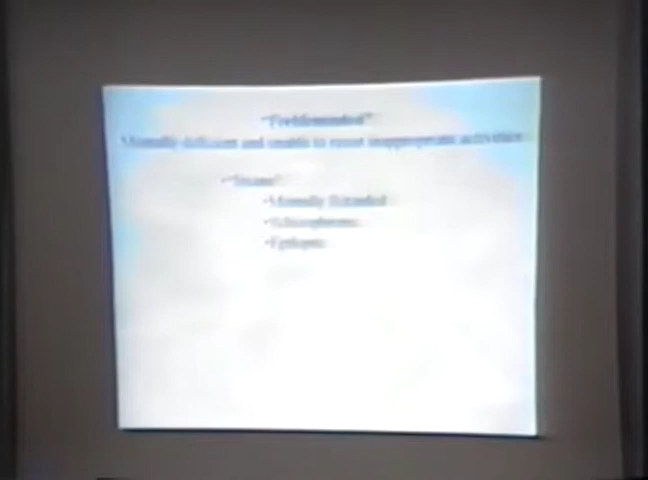 "Feebleminded"
Mentally deficient and unable to resist inappropriate activities
•"Insane"
•Mentally Retarded
•Schizophrenic
•Epileptic